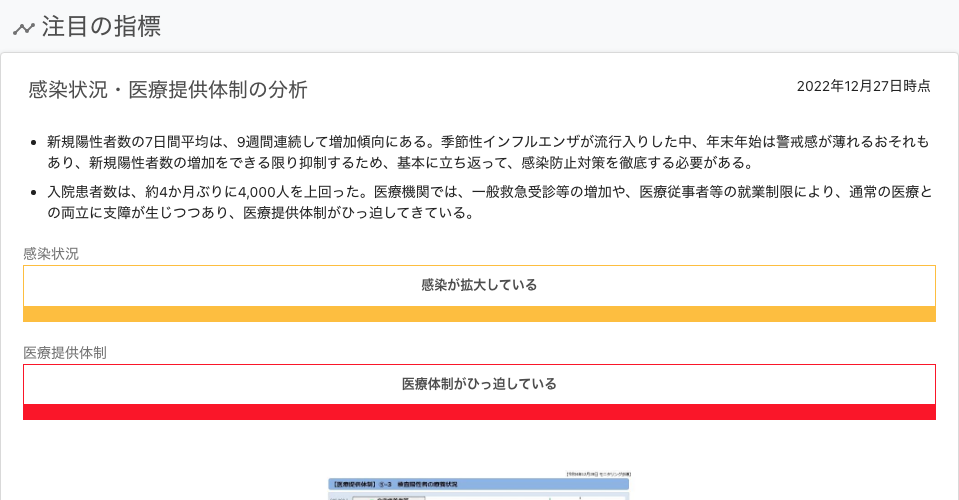 注目の指標
感染状況・医療提供体制の分析
2022年12月27日時点
新規陽性者数の7日間平均は、9週間連続して増加傾向にある。季節性インフルエンザが流行入りした中、年末年始は警戒感が薄れるおそれも
あり、新規陽性者数の増加をできる限り抑制するため、基本に立ち返って、感染防止対策を徹底する必要がある。
入院患者数は、約4か月ぶりに4,000人を上回った。医療機関では、一般救急受診等の増加や、医療従事者等の就業制限により、通常の医療と
の両立に支障が生じつつあり、医療提供体制がひっ迫してきている。
感染状況
感染が拡大している
医療提供体制
医療体制がひっ迫している
【医療提供体制】⑤-3 検査陽性者の療養状況